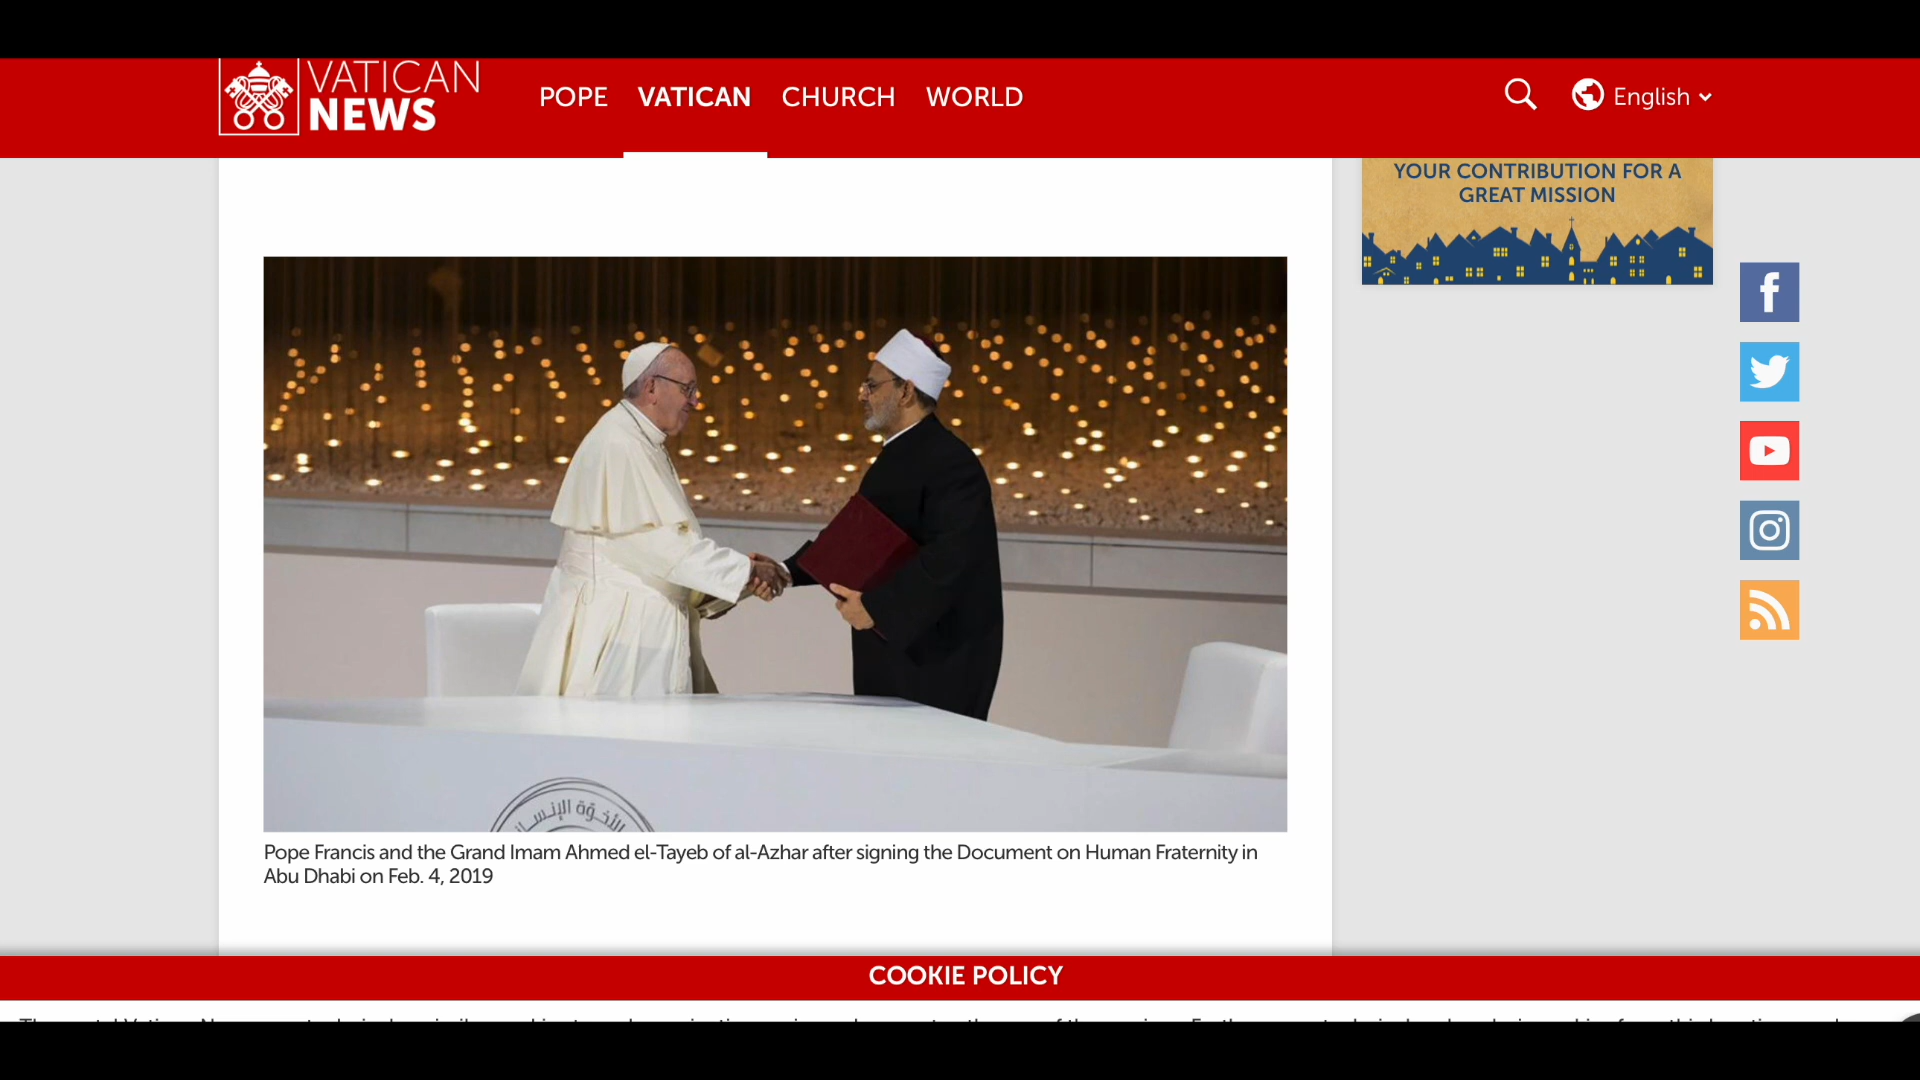 VATICAN
NEWS
POPE
VATICAN
CHURCH
WORLD
English
YOUR CONTRIBUTION FOR A
GREAT MISSION
Pope Francis and the Grand Imam Ahmed el-Tayeb of al-Azhar after signing the Document on Human Fraternity in
Abu Dhabi on Feb. 4, 2019
COOKIE POLICY